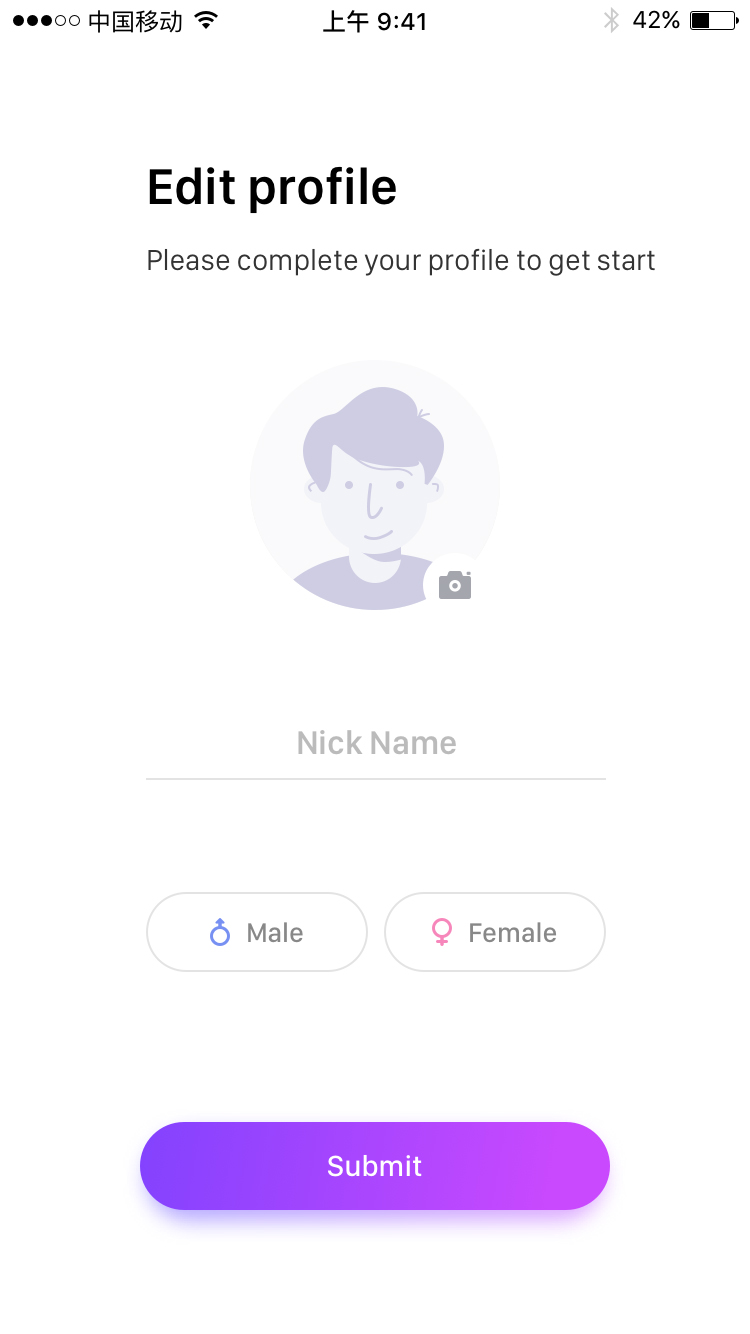 中国移动 上午 9:41 42%
Edit profile
Please complete your profile to get start
Nick Name
Male Female
Submit